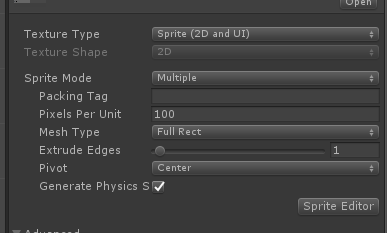 Open
Texture Type Sprite (2D and UI)
Texture Shape 2D
Sprite Mode Multiple
Packing Tag
Pixels Per Unit 100
Mesh Type Full Rect
Extrude Edges 1
Pivot Center
Generate Physics S
Sprite Editor
Advanced